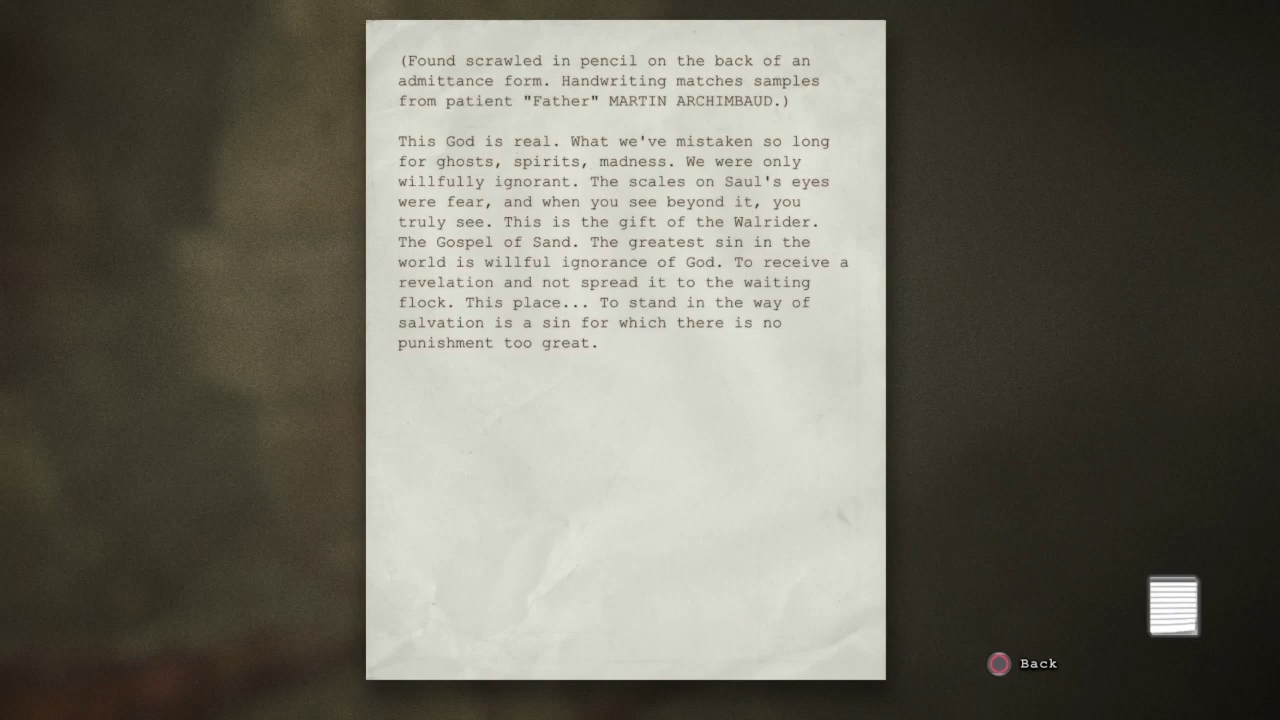 (Found scrawled in pencil on the back of an
admittance form. Handwriting matches samples
from patient "Father" MARTIN ARCHIMBAUD.)
This God is real. What we've mistaken so long
for ghosts, spirits, madness. We were only
willfully ignorant. The scales on Saul's eyes
were fear, and when you see beyond it, you
truly see. This is the gift of the Walrider.
The Gospel of Sand. The greatest sin in the
world is willful ignorance of God. To receive a
revelation and not spread it to the waiting
flock. This place... To stand in the way of
salvation is a sin for which there is no
punishment too great.
Back